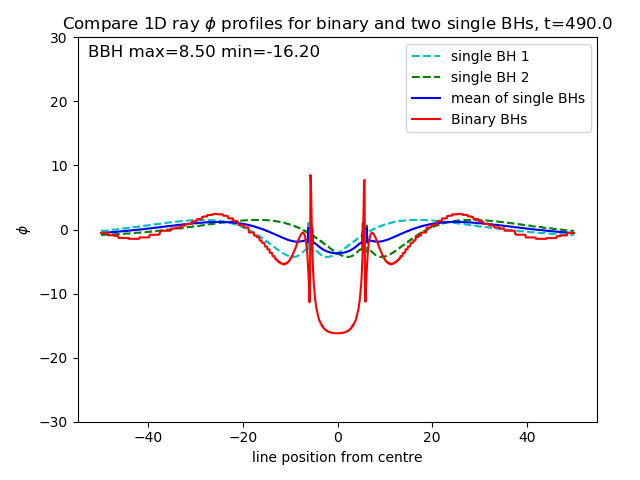 Compare 1D ray ϕ profiles for binary and two single BHs, t=490.0
BBH max=8.50 min=-16.20
single BH 1
single BH 2
mean of single BHs
Binary BHs
ϕ
30
20
10
0
−10
−20
−30
−40 −20 0 20 40
line position from centre